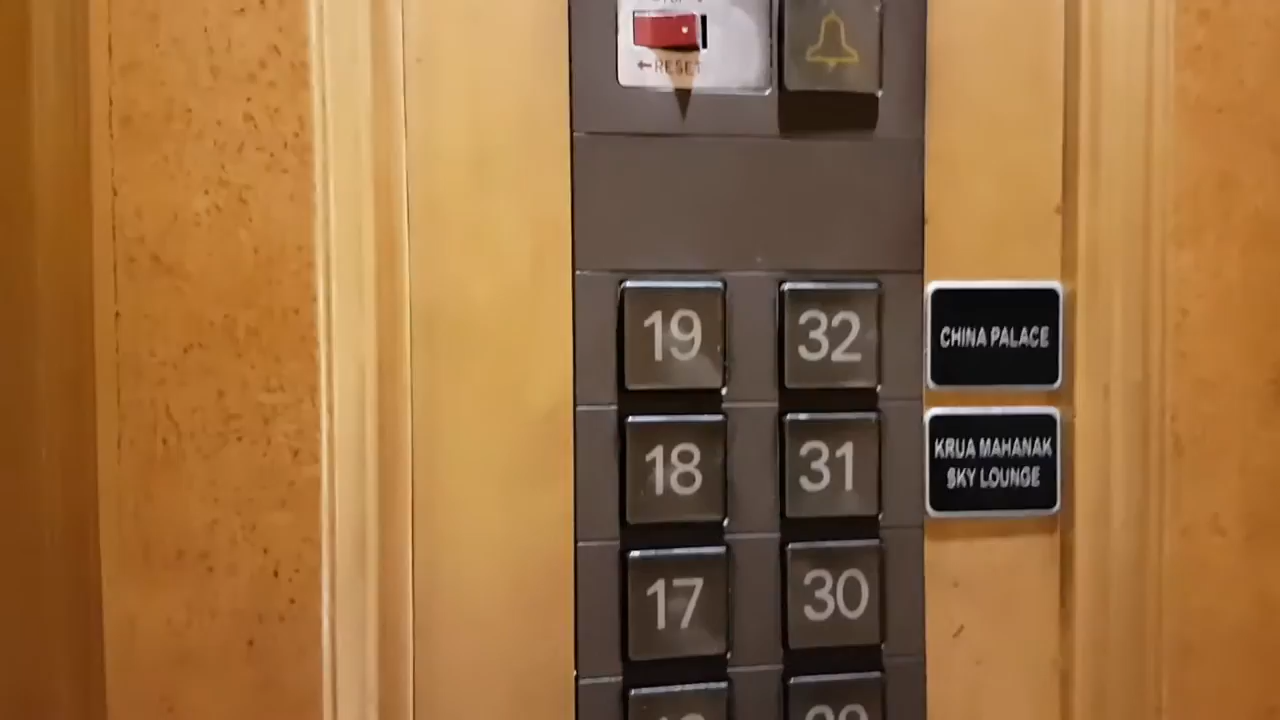 ←RESET
19 32
CHINA PALACE
18 31
KRUA MAHANAK
SKY LOUNGE
17 30